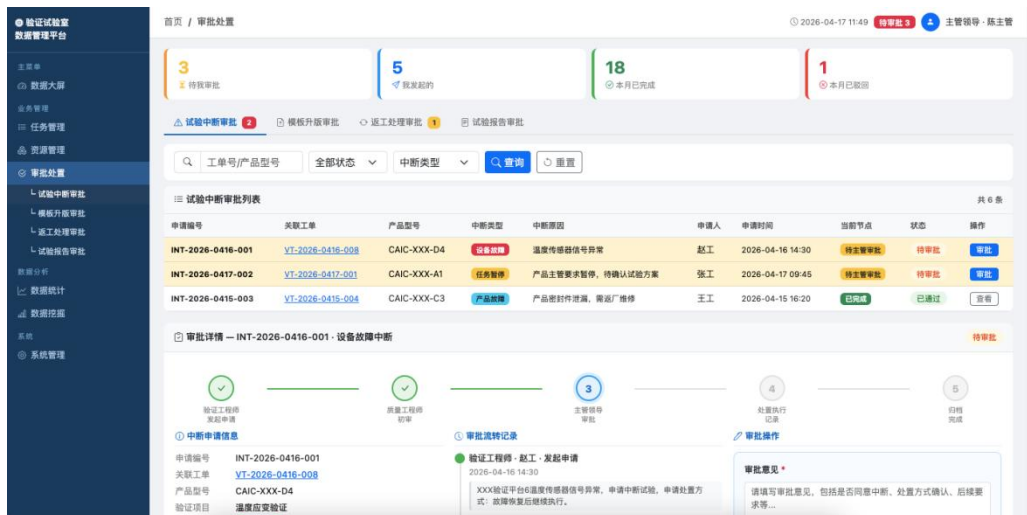 验证试验室
数据管理平台
首页 / 审批处置
2026-04-17 11:49 待审批 3 主管领导 · 陈主管
主菜单
数据大屏
业务管理
任务管理
资源管理
审批处置
试验中断审批
模板升版审批
返工处理审批
试验报告审批
数据分析
数据统计
数据挖掘
系统
系统管理
3
待我审批
5
我发起的
18
本月已完成
1
本月已驳回
试验中断审批 2 模板升版审批 返工处理审批 1 试验报告审批
工单号/产品型号 全部状态 中断类型 查询 重置
试验中断审批列表 共 6 条
申请编号 关联工单 产品型号 中断类型 中断原因 申请人 申请时间 当前节点 状态 操作
INT-2026-0416-001 VT-2026-0416-008 CAIC-XXX-D4 设备故障 温度传感器信号异常 赵工 2026-04-16 14:30 待主管审批 待审批 审批
INT-2026-0417-002 VT-2026-0417-001 CAIC-XXX-A1 任务暂停 产品主管要求暂停，待确认试验方案 张工 2026-04-17 09:45 待主管审批 待审批 审批
INT-2026-0415-003 VT-2026-0415-004 CAIC-XXX-C3 产品故障 产品密封件泄漏，需返厂维修 王工 2026-04-15 16:20 已完成 已通过 查看
审批详情 — INT-2026-0416-001 · 设备故障中断 待审批
验证工程师
发起申请
质量工程师
初审
3
主管领导
审批
4
处置执行
记录
5
归档
完成
中断申请信息
申请编号 INT-2026-0416-001
关联工单 VT-2026-0416-008
产品型号 CAIC-XXX-D4
验证项目 温度应变验证
审批流转记录
验证工程师 · 赵工 · 发起申请
2026-04-16 14:30
XXX验证平台6温度传感器信号异常，申请中断试验，申请处置方
式：故障恢复后继续执行。
审批操作
审批意见 *
请填写审批意见，包括是否同意中断、处置方式确认、后续要
求等...